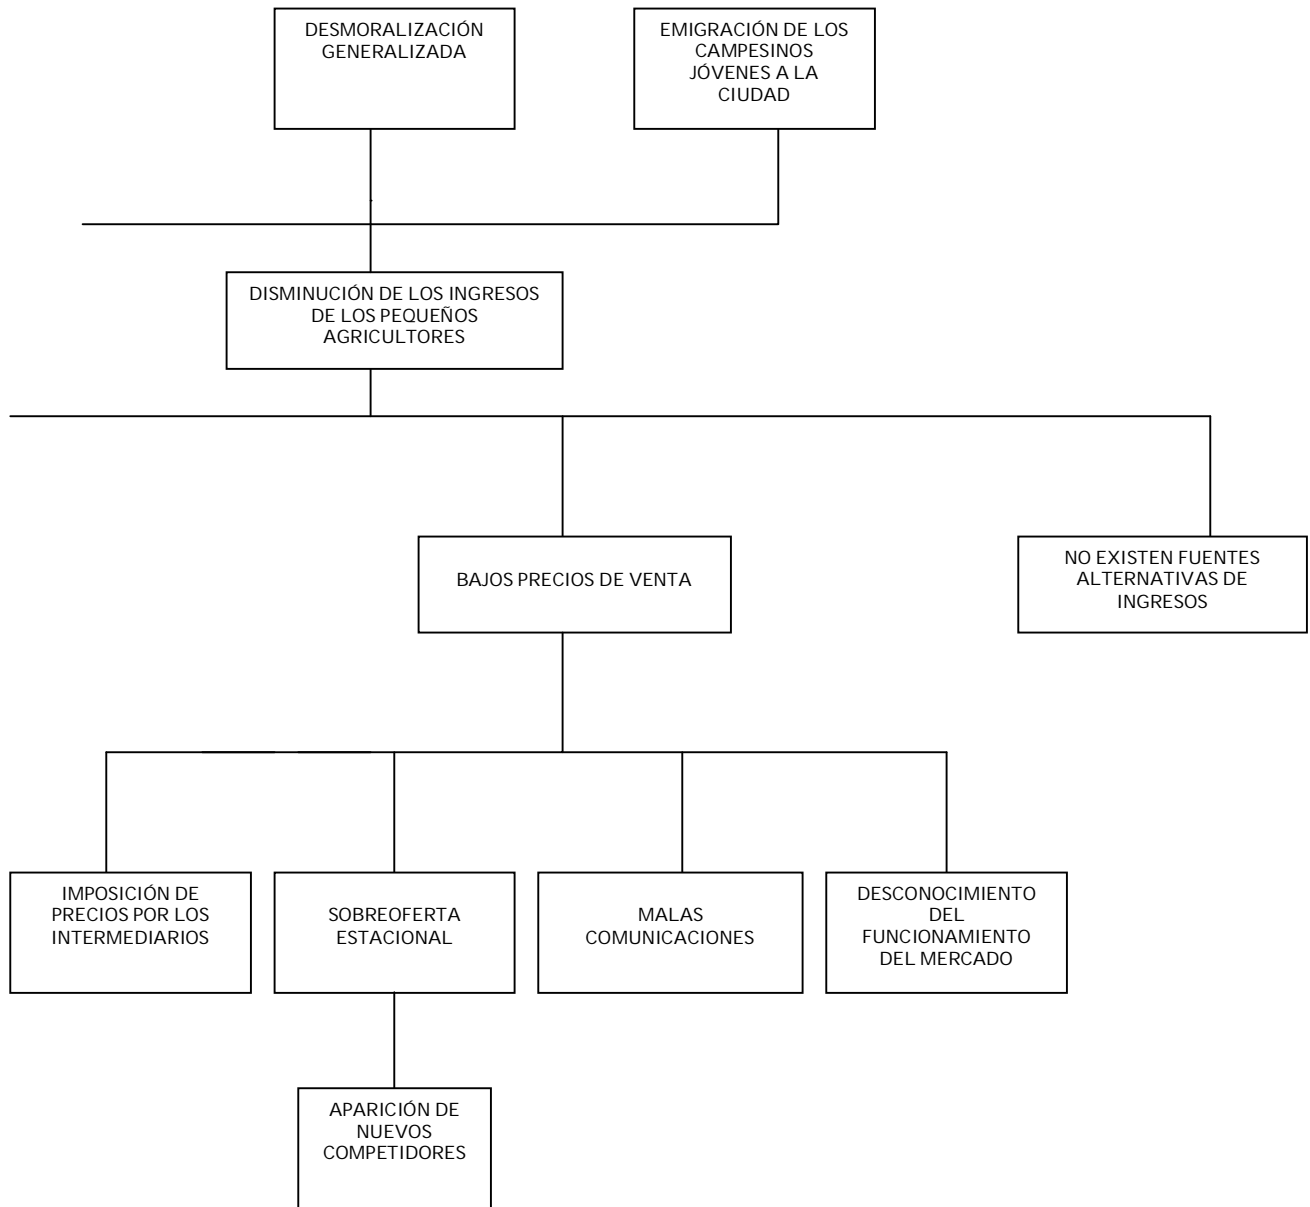 DESMORALIZACIÓN
GENERALIZADA
EMIGRACIÓN DE LOS
CAMPESINOS
JÓVENES A LA
CIUDAD
DISMINUCIÓN DE LOS INGRESOS
DE LOS PEQUEÑOS
AGRICULTORES
BAJOS PRECIOS DE VENTA
NO EXISTEN FUENTES
ALTERNATIVAS DE
INGRESOS
IMPOSICIÓN DE
PRECIOS POR LOS
INTERMEDIARIOS
SOBREOFERTA
ESTACIONAL
MALAS
COMUNICACIONES
DESCONOCIMIENTO
DEL
FUNCIONAMIENTO
DEL MERCADO
APARICIÓN DE
NUEVOS
COMPETIDORES